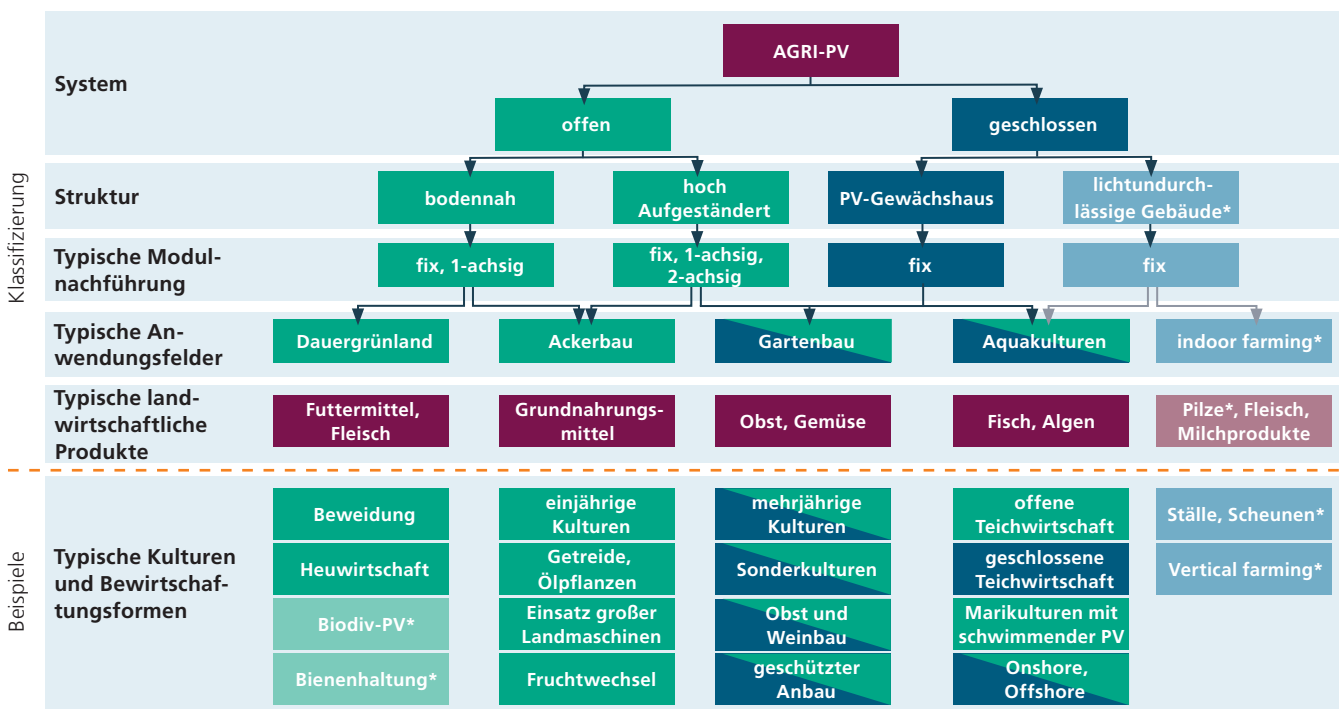 AGRI-PV
System
offen
geschlossen
Klassifizierung
Struktur
bodennah
hoch
Aufgeständert
PV-Gewächshaus
lichtundurch-
lässige Gebäude*
Typische Modul-
nachführung
fix, 1-achsig
fix, 1-achsig,
2-achsig
fix
fix
Typische An-
wendungsfelder
Dauergrünland
Ackerbau
Gartenbau
Aquakulturen
indoor farming*
Typische land-
wirtschaftliche
Produkte
Futtermittel,
Fleisch
Grundnahrungs-
mittel
Obst, Gemüse
Fisch, Algen
Pilze*, Fleisch,
Milchprodukte
Beispiele
Typische Kulturen
und Bewirtschaf-
tungsformen
Beweidung
einjährige
Kulturen
mehrjährige
Kulturen
offene
Teichwirtschaft
Ställe, Scheunen*
Heuwirtschaft
Getreide,
Ölpflanzen
Sonderkulturen
geschlossene
Teichwirtschaft
Vertical farming*
Biodiv-PV*
Einsatz großer
Landmaschinen
Obst und
Weinbau
Marikulturen mit
schwimmender PV
Bienenhaltung*
Fruchtwechsel
geschützter
Anbau
Onshore,
Offshore